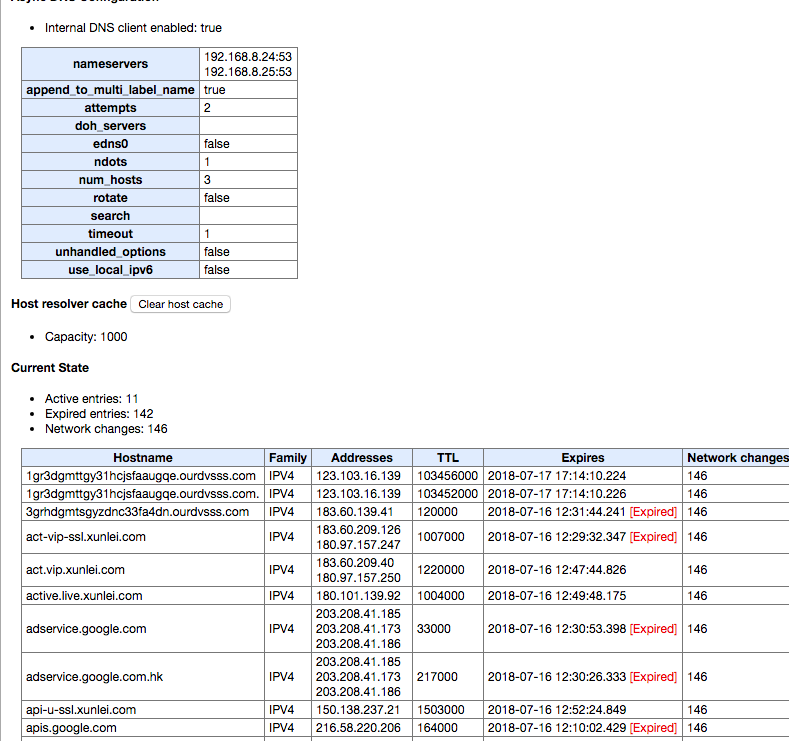 Async DNS Configuration
Internal DNS client enabled: true
nameservers 192.168.8.24:53
192.168.8.25:53
append_to_multi_label_name true
attempts 2
doh_servers
edns0 false
ndots 1
num_hosts 3
rotate false
search
timeout 1
unhandled_options false
use_local_ipv6 false
Host resolver cache Clear host cache
Capacity: 1000
Current State
Active entries: 11
Expired entries: 142
Network changes: 146
Hostname Family Addresses TTL Expires Network changes
1gr3dgmttgy31hcjsfaaugqe.ourdvsss.com IPV4 123.103.16.139 103456000 2018-07-17 17:14:10.224 146
1gr3dgmttgy31hcjsfaaugqe.ourdvsss.com. IPV4 123.103.16.139 103452000 2018-07-17 17:14:10.226 146
3grhdgmtsgyzdnc33fa4dn.ourdvsss.com IPV4 183.60.139.41 120000 2018-07-16 12:31:44.241 [Expired] 146
act-vip-ssl.xunlei.com IPV4 183.60.209.126 1007000 2018-07-16 12:29:32.347 [Expired] 146
180.97.157.247
act.vip.xunlei.com IPV4 183.60.209.40 1220000 2018-07-16 12:47:44.826 146
180.97.157.250
active.live.xunlei.com IPV4 180.101.139.92 1004000 2018-07-16 12:49:48.175 146
adservice.google.com IPV4 203.208.41.185 33000 2018-07-16 12:30:53.398 [Expired] 146
203.208.41.173
203.208.41.186
adservice.google.com.hk IPV4 203.208.41.185 217000 2018-07-16 12:30:26.333 [Expired] 146
203.208.41.173
203.208.41.186
api-u-ssl.xunlei.com IPV4 150.138.237.21 1503000 2018-07-16 12:52:24.849 146
apis.google.com IPV4 216.58.220.206 164000 2018-07-16 12:10:02.429 [Expired] 146